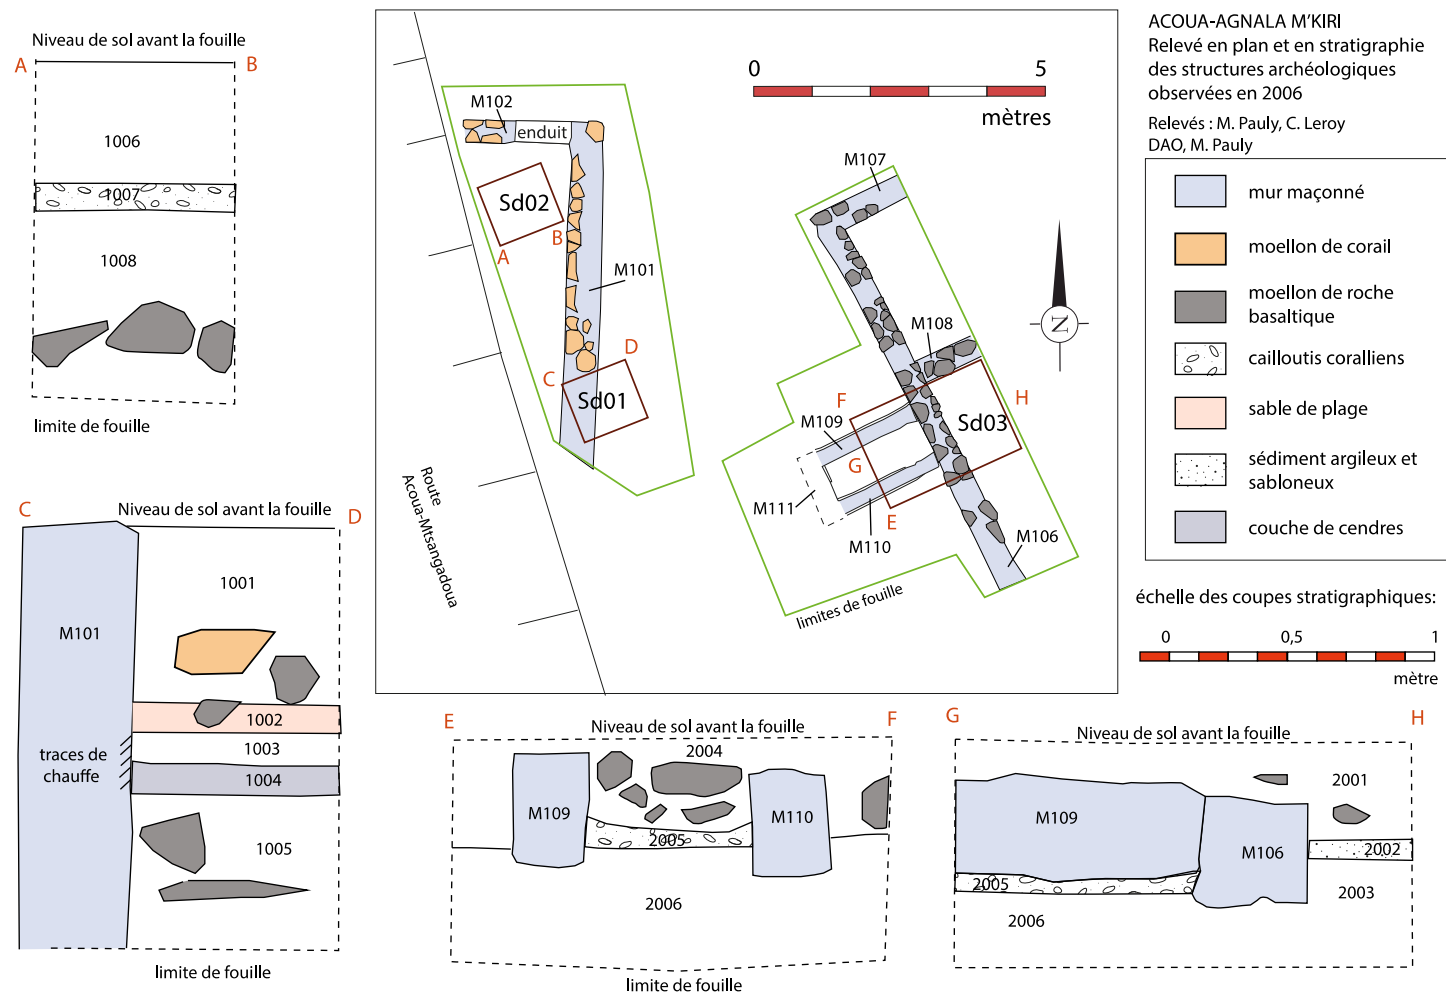 Niveau de sol avant la fouille
A
B
1006
1007
1008
limite de fouille
C
Niveau de sol avant la fouille
D
1001
M101
1002
1003
traces de
chauffe
1004
1005
limite de fouille
0
5
mètres
M102
enduit
Sd02
B
A
M101
D
C
Sd01
Route
Acoua-Mtsangadoua
M107
N
M108
F
H
M109
Sd03
G
M111
E
M110
M106
limites de fouille
ACOUA-AGNALA M'KIRI
Relevé en plan et en stratigraphie
des structures archéologiques
observées en 2006
Relevés : M. Pauly, C. Leroy
DAO, M. Pauly
mur maçonné
moellon de corail
moellon de roche
basaltique
cailloutis coralliens
sable de plage
sédiment argileux et
sabloneux
couche de cendres
échelle des coupes stratigraphiques:
0
0,5
1
mètre
E
Niveau de sol avant la fouille
F
2004
M109
M110
2005
2006
limite de fouille
G
Niveau de sol avant la fouille
H
2001
M109
M106
2002
2005
2003
2006